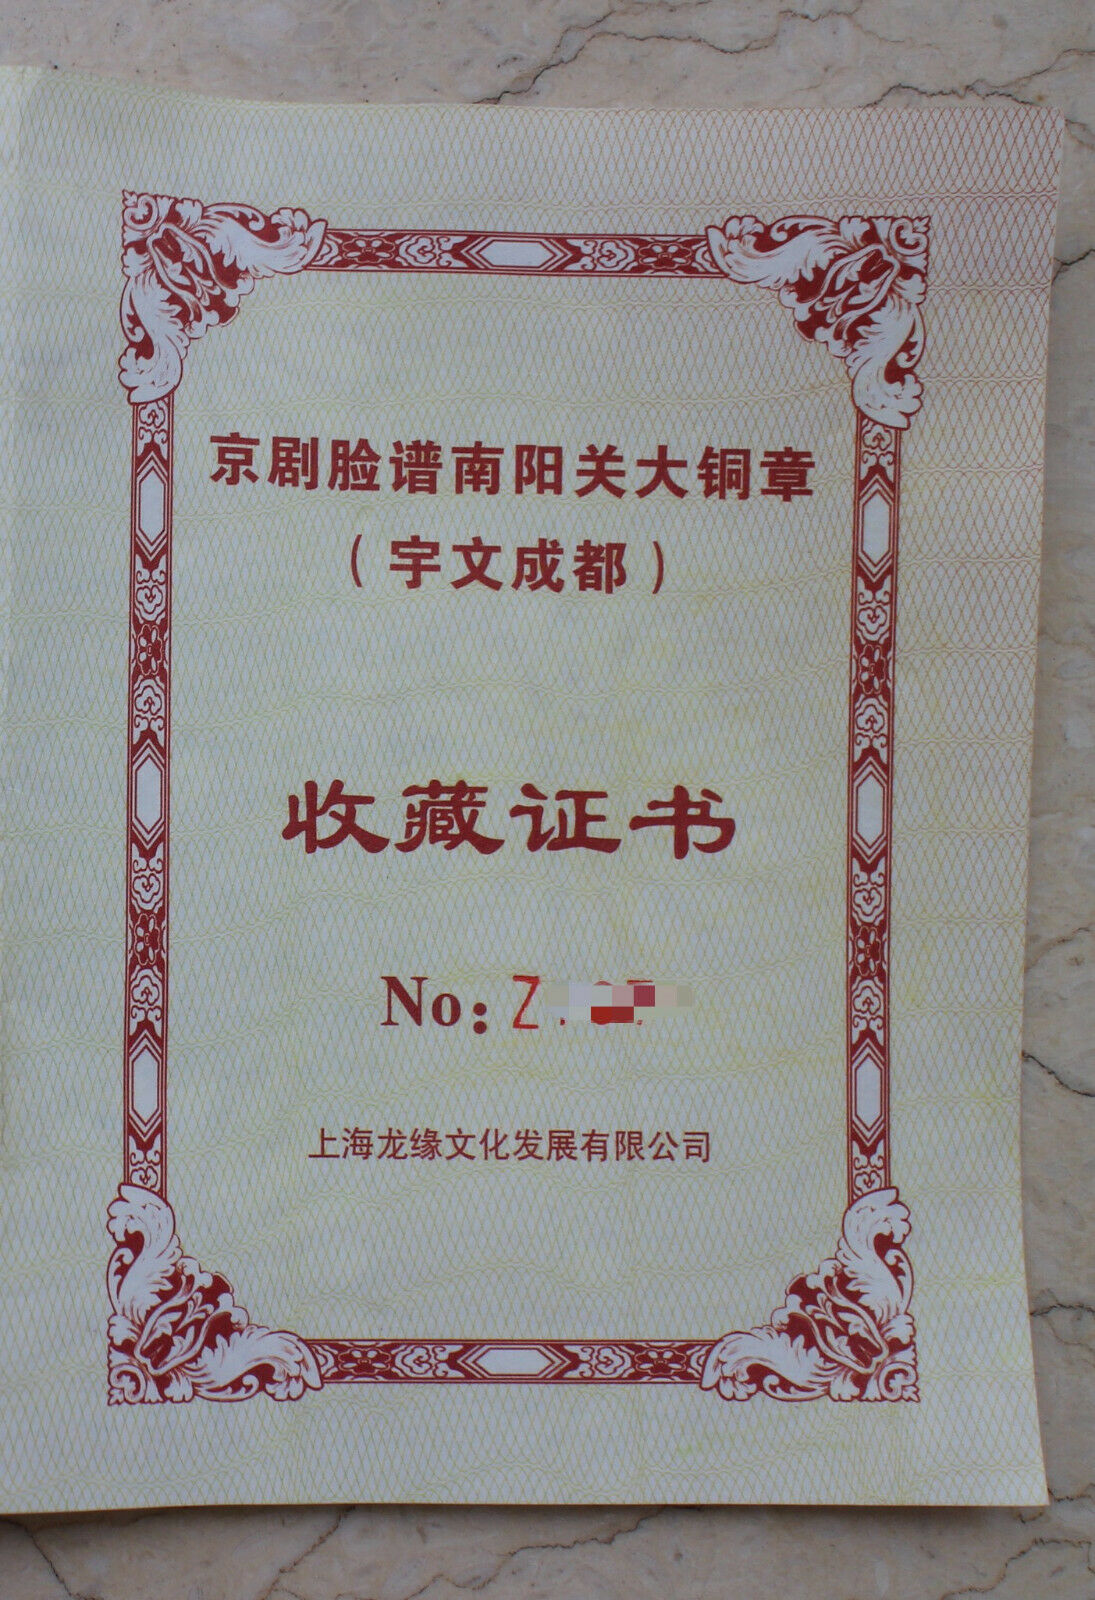 京剧脸谱南阳关大铜章
（宇文成都）
收藏证书
No: Z
上海龙缘文化发展有限公司